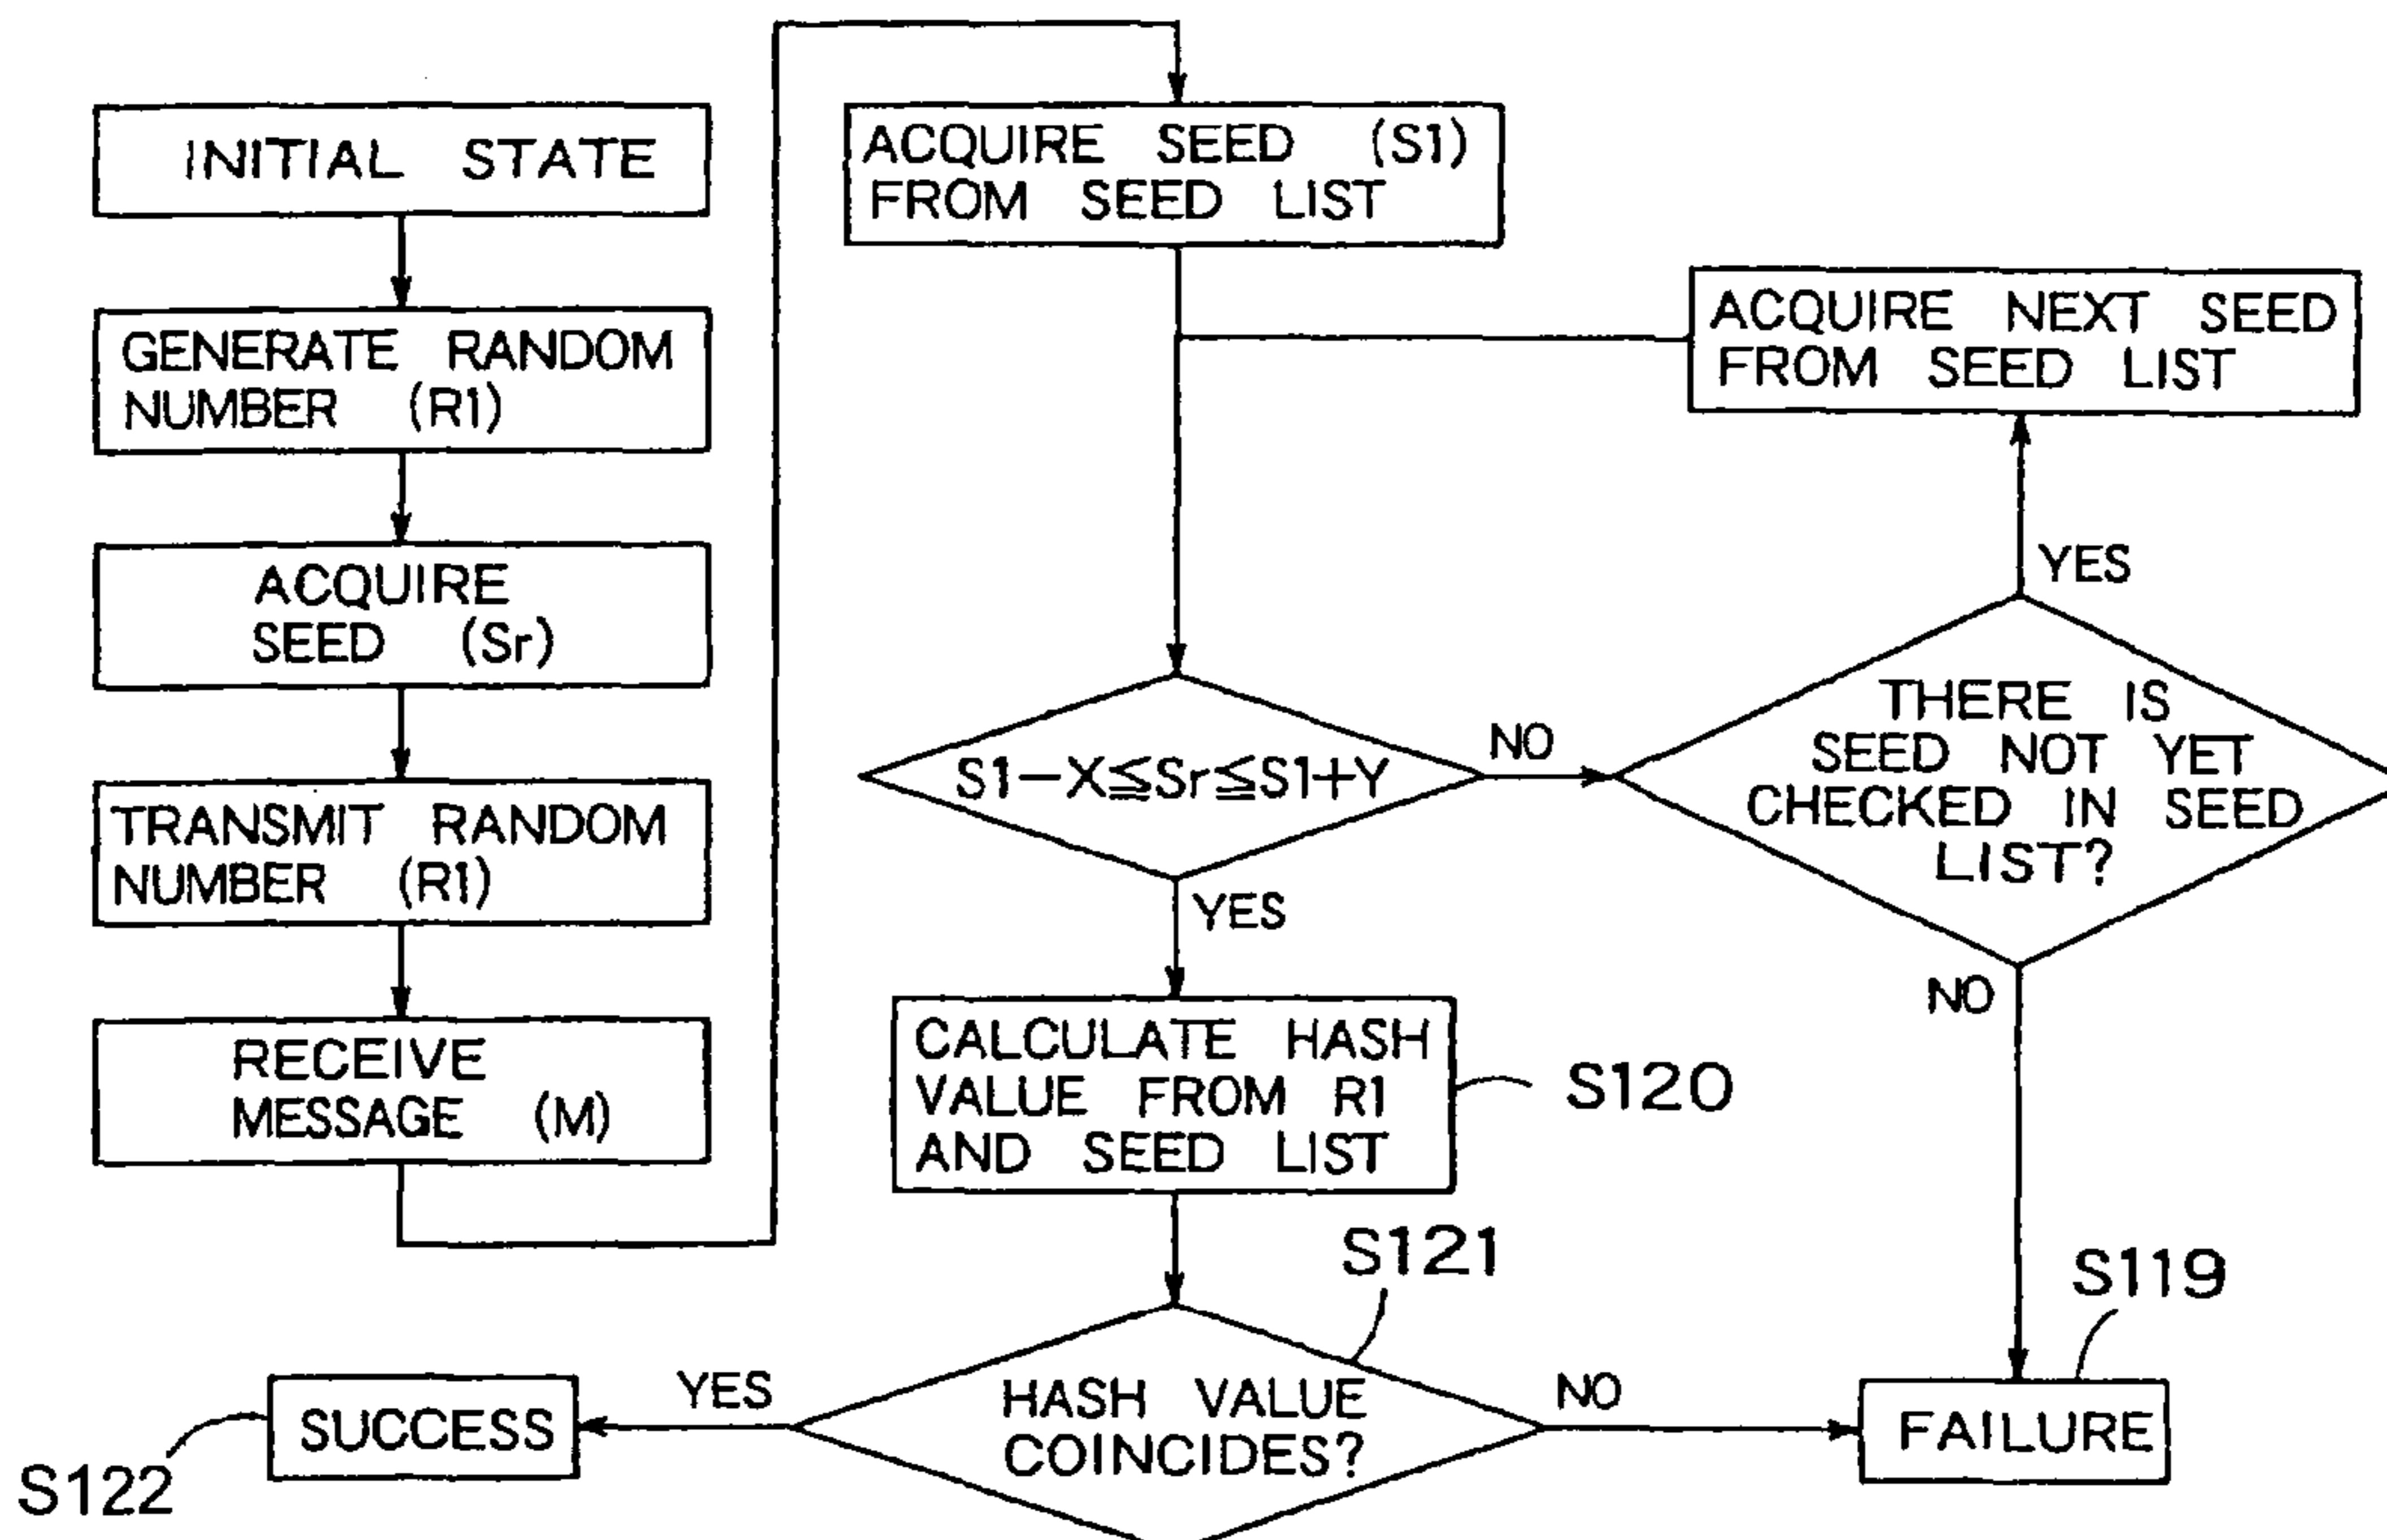 INITIAL STATE
GENERATE RANDOM
NUMBER (R1)
ACQUIRE
SEED (Sr)
TRANSMIT RANDOM
NUMBER (R1)
RECEIVE
MESSAGE (M)
ACQUIRE SEED (S1)
FROM SEED LIST
ACQUIRE NEXT SEED
FROM SEED LIST
YES
S1−X≦Sr≦S1+Y
NO
THERE IS
SEED NOT YET
CHECKED IN SEED
LIST?
YES
NO
CALCULATE HASH
VALUE FROM R1
AND SEED LIST
S120
S121
S119
HASH VALUE
COINCIDES?
YES
NO
SUCCESS
S122
FAILURE